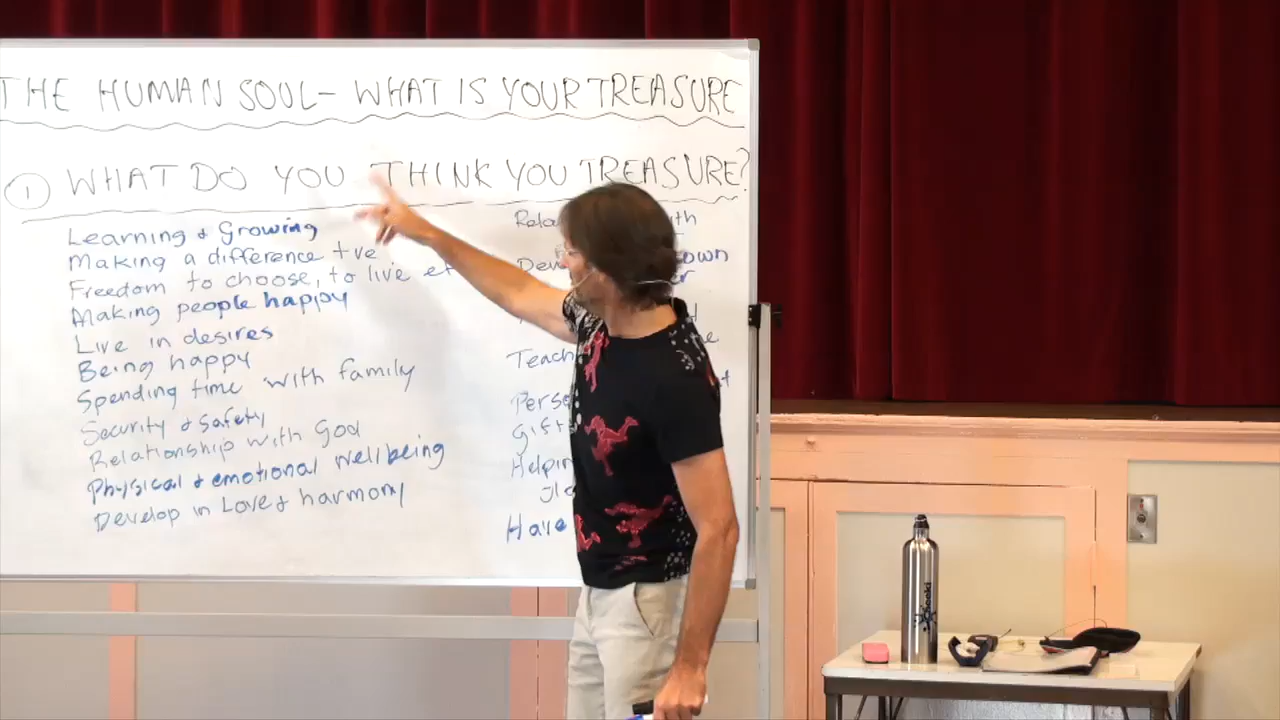 THE HUMAN SOUL - WHAT IS YOUR TREASURE
1 WHAT DO YOU THINK YOU TREASURE?
Learning & Growing
Making a difference +ve
Freedom to choose, to live
Making people happy
Live in desires
Being happy
Spending time with family
Security & Safety
Relationship with God
Physical & emotional wellbeing
Develop in Love & harmony
Teach
Gift
Helpin
Have